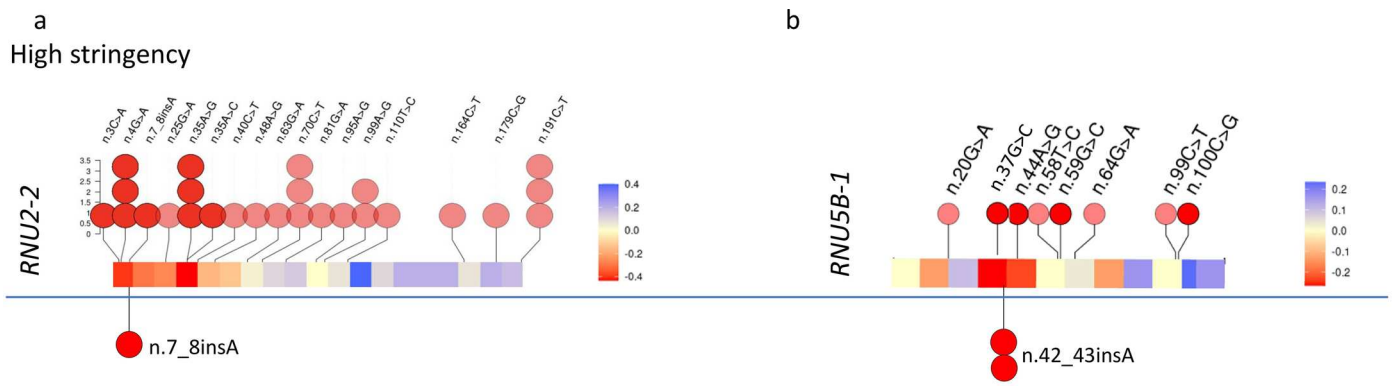 a
High stringency
n.3C>A
n.4G>A
n.7_8insA
n.25G>A
n.35A>G
n.35A>C
n.40C>T
n.48A>G
n.63G>A
n.70C>T
n.81G>A
n.95A>G
n.99A>G
n.110T>C
n.164C>T
n.179C>G
n.191C>T
3.5
3
2.5
2
1.5
1
0.5
0
RNU2-2
0.4
0.2
0.0
-0.2
-0.4
n.7_8insA
b
n.20G>A
n.37G>C
n.44A>G
n.58T>C
n.59G>C
n.64G>A
n.99C>T
n.100C>G
RNU5B-1
0.2
0.1
0.0
-0.1
-0.2
n.42_43insA